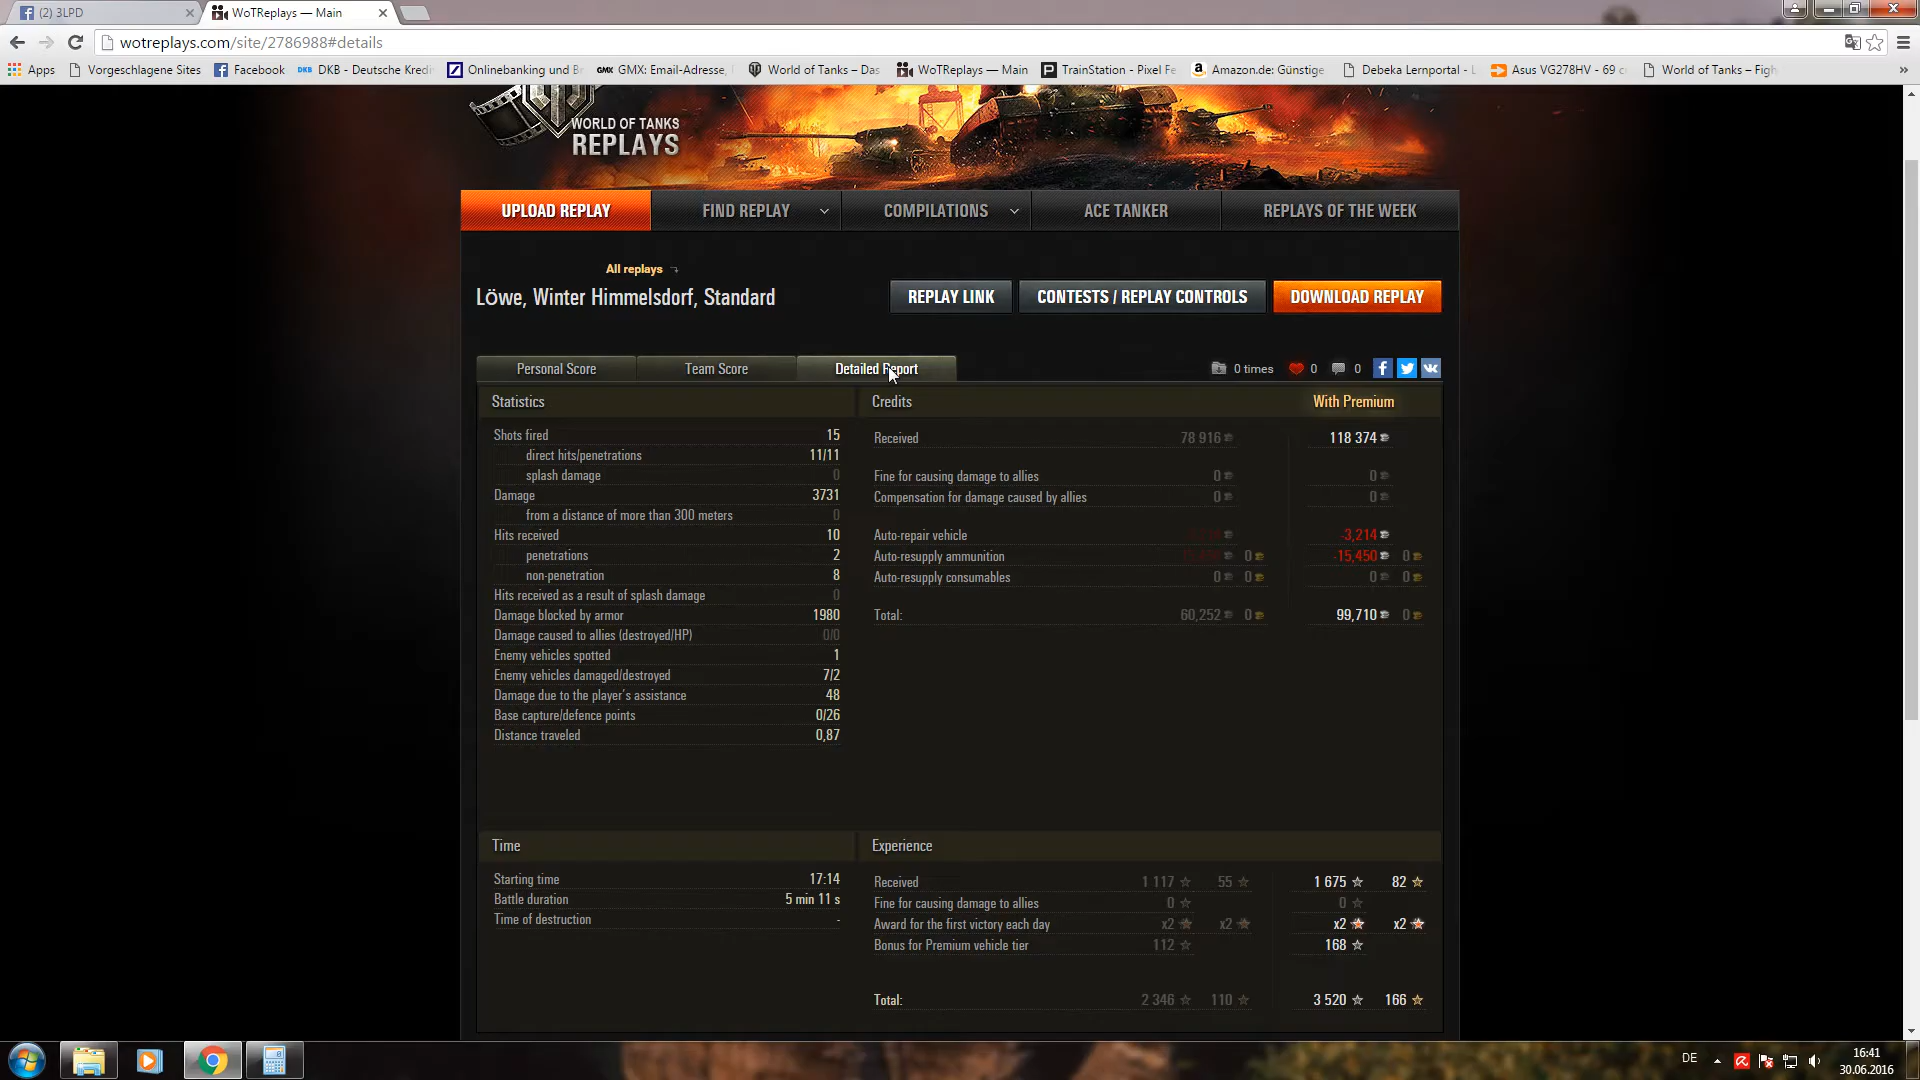 (2) 3LPD
WoTReplays — Main
wotreplays.com/site/2786988#details
Apps
Vorgeschlagene Sites
Facebook
DKB DKB - Deutsche Kredi
Onlinebanking und B
GMX GMX: Email-Adresse,
World of Tanks – Das
WoTReplays — Main
TrainStation - Pixel Fe
Amazon.de: Günstige
Debeka Lernportal - L
Asus VG278HV - 69 c
World of Tanks – Figh
»
WORLD OF TANKS
REPLAYS
UPLOAD REPLAY
FIND REPLAY
COMPILATIONS
ACE TANKER
REPLAYS OF THE WEEK
All replays
Löwe, Winter Himmelsdorf, Standard
REPLAY LINK
CONTESTS / REPLAY CONTROLS
DOWNLOAD REPLAY
Personal Score
Team Score
Detailed Report
0 times
0
0
Statistics
Shots fired 15
direct hits/penetrations 11/11
splash damage 0
Damage 3731
from a distance of more than 300 meters 0
Hits received 10
penetrations 2
non-penetration 8
Hits received as a result of splash damage 0
Damage blocked by armor 1980
Damage caused to allies (destroyed/HP) 0/0
Enemy vehicles spotted 1
Enemy vehicles damaged/destroyed 7/2
Damage due to the player's assistance 48
Base capture/defence points 0/26
Distance traveled 0,87
Credits With Premium
Received 78 916 118 374
Fine for causing damage to allies 0 0
Compensation for damage caused by allies 0 0
Auto-repair vehicle -3,214
Auto-resupply ammunition 0 -15,450 0
Auto-resupply consumables 0 0 0 0
Total: 60,252 0 99,710 0
Time
Starting time 17:14
Battle duration 5 min 11 s
Time of destruction -
Experience
Received 1 117 55 1 675 82
Fine for causing damage to allies 0 0
Award for the first victory each day x2 x2 x2 x2
Bonus for Premium vehicle tier 112 168
Total: 2 346 110 3 520 166
DE
16:41
30.06.2016